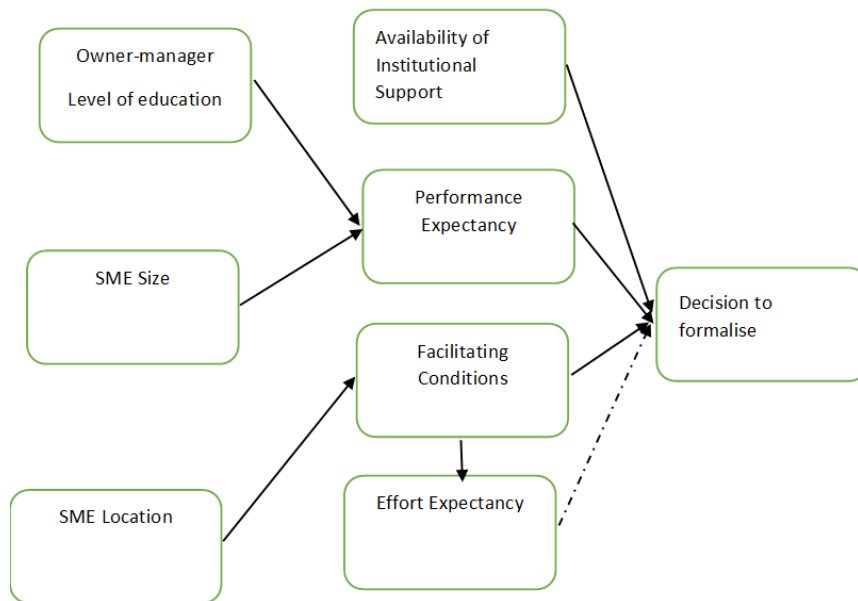 Owner-manager
Level of education
Availability of
Institutional
Support
Performance
Expectancy
SME Size
Decision to
formalise
Facilitating
Conditions
SME Location
Effort Expectancy